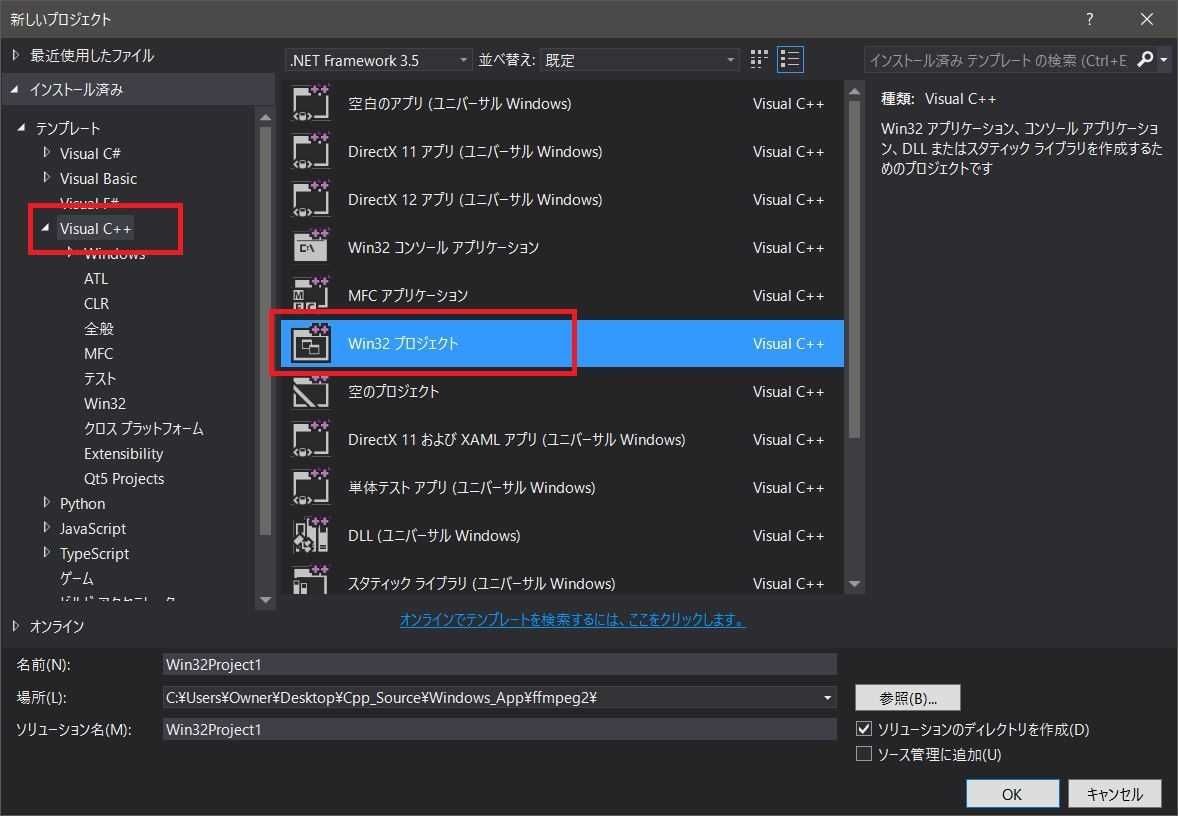 新しいプロジェクト
?
最近使用したファイル
.NET Framework 3.5
並べ替え: 既定
インストール済み テンプレート の検索 (Ctrl+E
インストール済み
テンプレート
Visual C#
Visual Basic
Visual F#
Visual C++
Windows
ATL
CLR
全般
MFC
テスト
Win32
クロス プラットフォーム
Extensibility
Qt5 Projects
Python
JavaScript
TypeScript
ゲーム
ビルド アクセラレータ
オンライン
空白のアプリ (ユニバーサル Windows) Visual C++
DirectX 11 アプリ (ユニバーサル Windows) Visual C++
DirectX 12 アプリ (ユニバーサル Windows) Visual C++
Win32 コンソール アプリケーション Visual C++
MFC アプリケーション Visual C++
Win32 プロジェクト Visual C++
空のプロジェクト Visual C++
DirectX 11 および XAML アプリ (ユニバーサル Windows) Visual C++
単体テスト アプリ (ユニバーサル Windows) Visual C++
DLL (ユニバーサル Windows) Visual C++
スタティック ライブラリ (ユニバーサル Windows) Visual C++
オンラインでテンプレートを検索するには、ここをクリックします。
種類: Visual C++
Win32 アプリケーション、コンソール アプリケーショ
ン、DLL またはスタティック ライブラリを作成するた
めのプロジェクトです
名前(N): Win32Project1
場所(L): C:¥Users¥Owner¥Desktop¥Cpp_Source¥Windows_App¥ffmpeg2¥
参照(B)...
ソリューション名(M): Win32Project1
ソリューションのディレクトリを作成(D)
ソース管理に追加(U)
OK
キャンセル